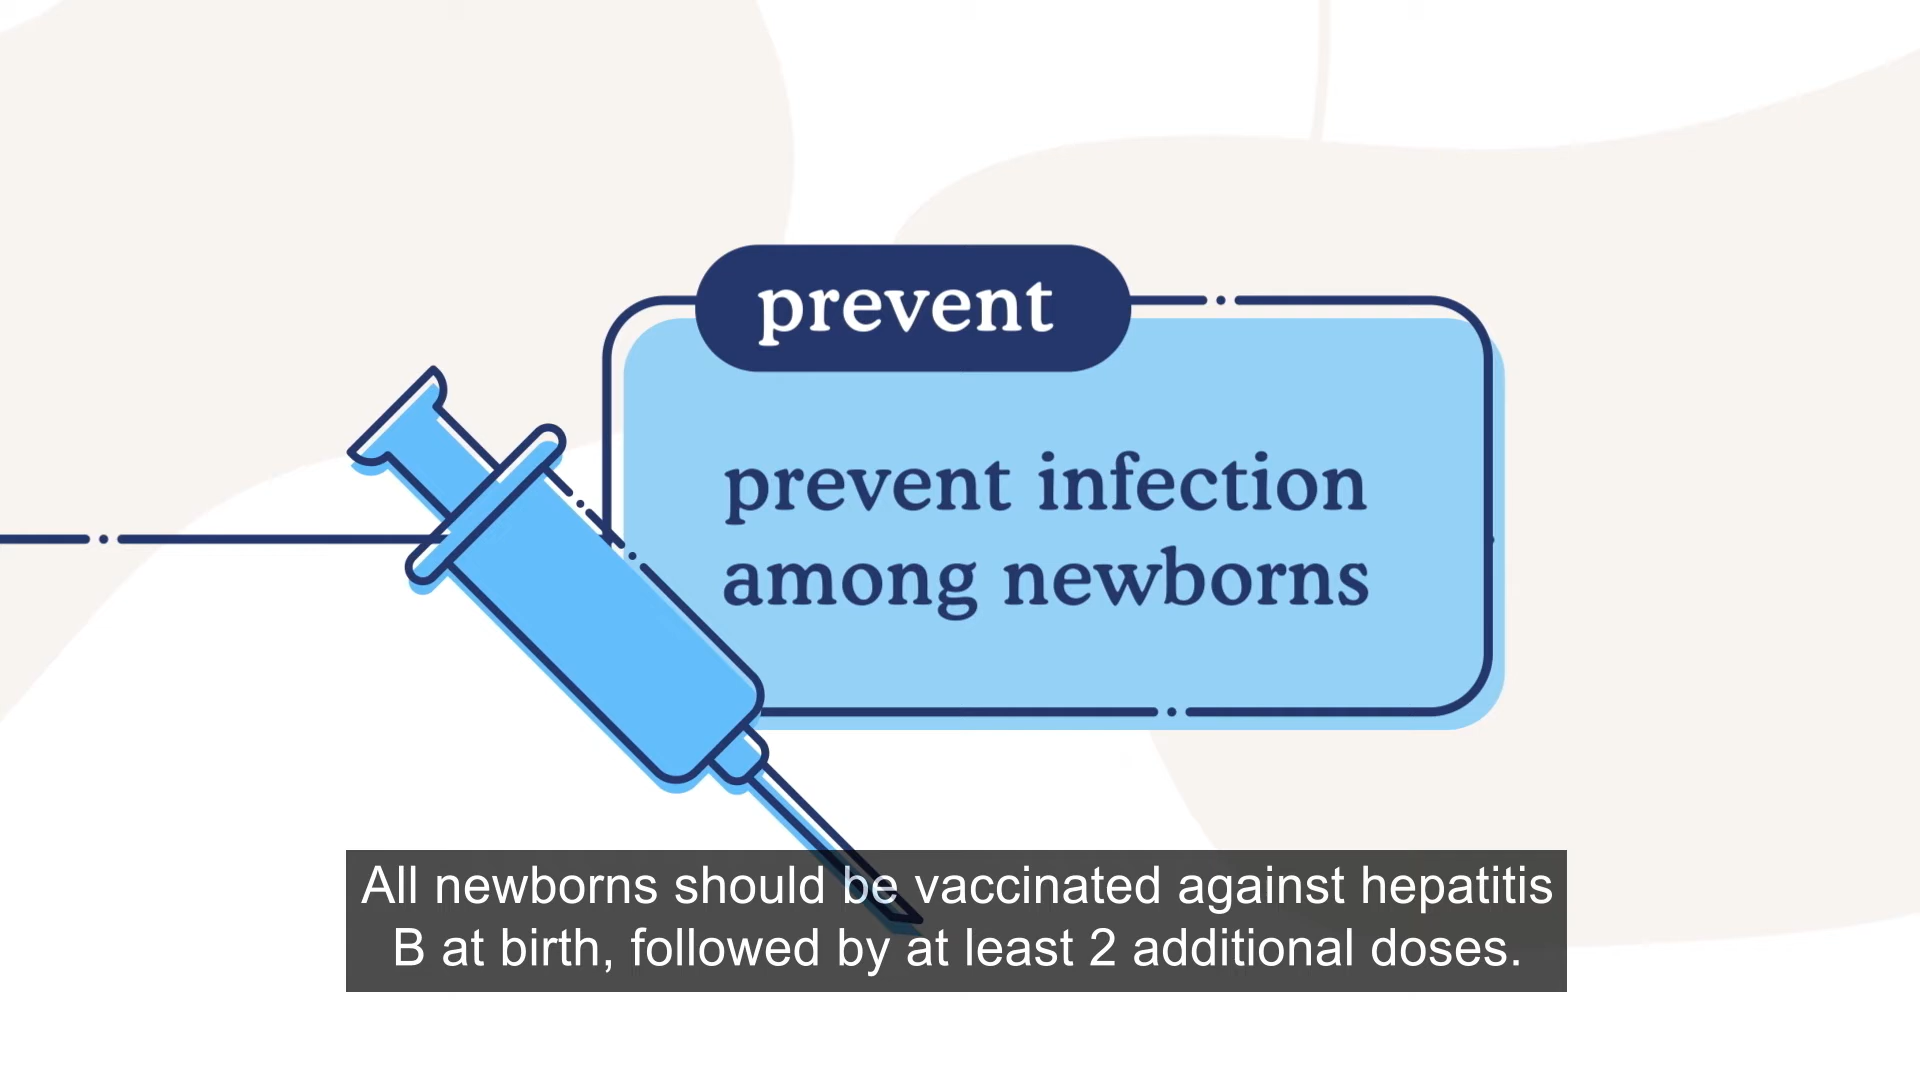 prevent
prevent infection
among newborns
All newborns should be vaccinated against hepatitis
B at birth, followed by at least 2 additional doses.